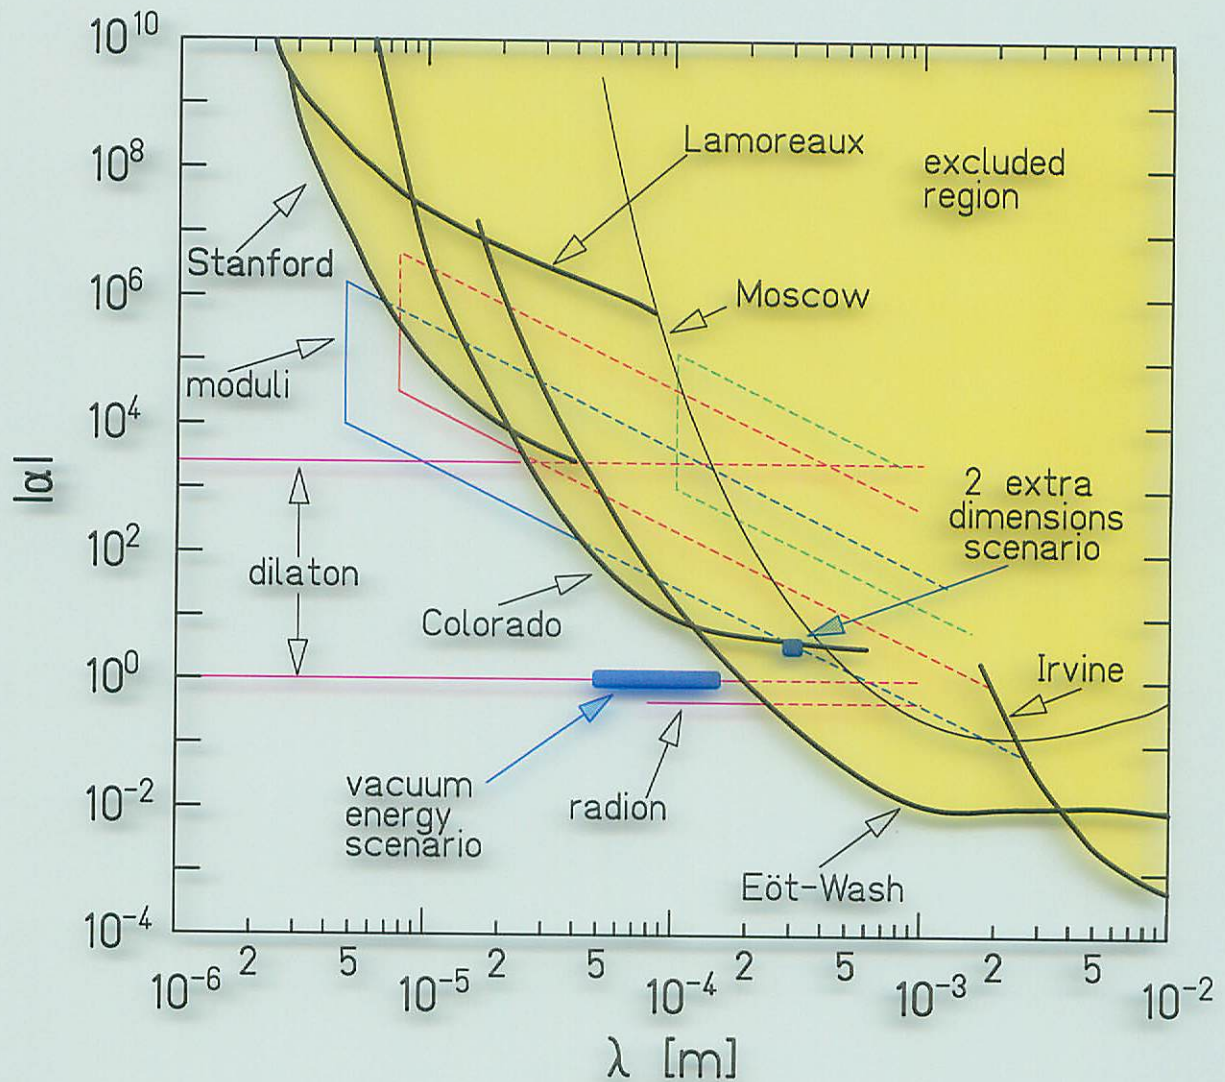 10^10
10^8
10^6
10^4
10^2
10^0
10^-2
10^-4
|α|
Lamoreaux
excluded
region
Stanford
Moscow
moduli
2 extra
dimensions
scenario
dilaton
Colorado
Irvine
vacuum
energy
scenario
radion
Eöt-Wash
10^-6 2 5 10^-5 2 5 10^-4 2 5 10^-3 2 5 10^-2
λ [m]